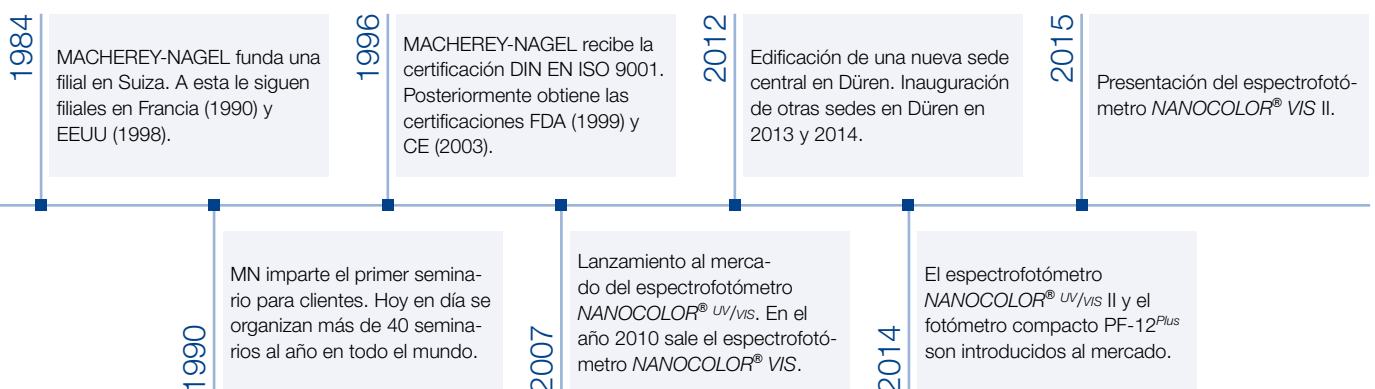 1984
MACHEREY-NAGEL funda una
filial en Suiza. A esta le siguen
filiales en Francia (1990) y
EEUU (1998).
1996
MACHEREY-NAGEL recibe la
certificación DIN EN ISO 9001.
Posteriormente obtiene las
certificaciones FDA (1999) y
CE (2003).
2012
Edificación de una nueva sede
central en Düren. Inauguración
de otras sedes en Düren en
2013 y 2014.
2015
Presentación del espectrofotó-
metro NANOCOLOR® VIS II.
1990
MN imparte el primer semina-
rio para clientes. Hoy en día se
organizan más de 40 semina-
rios al año en todo el mundo.
2007
Lanzamiento al merca-
do del espectrofotómetro
NANOCOLOR® UV/VIS. En el
año 2010 sale el espectrofotó-
metro NANOCOLOR® VIS.
2014
El espectrofotómetro
NANOCOLOR® UV/VIS II y el
fotómetro compacto PF-12Plus
son introducidos al mercado.